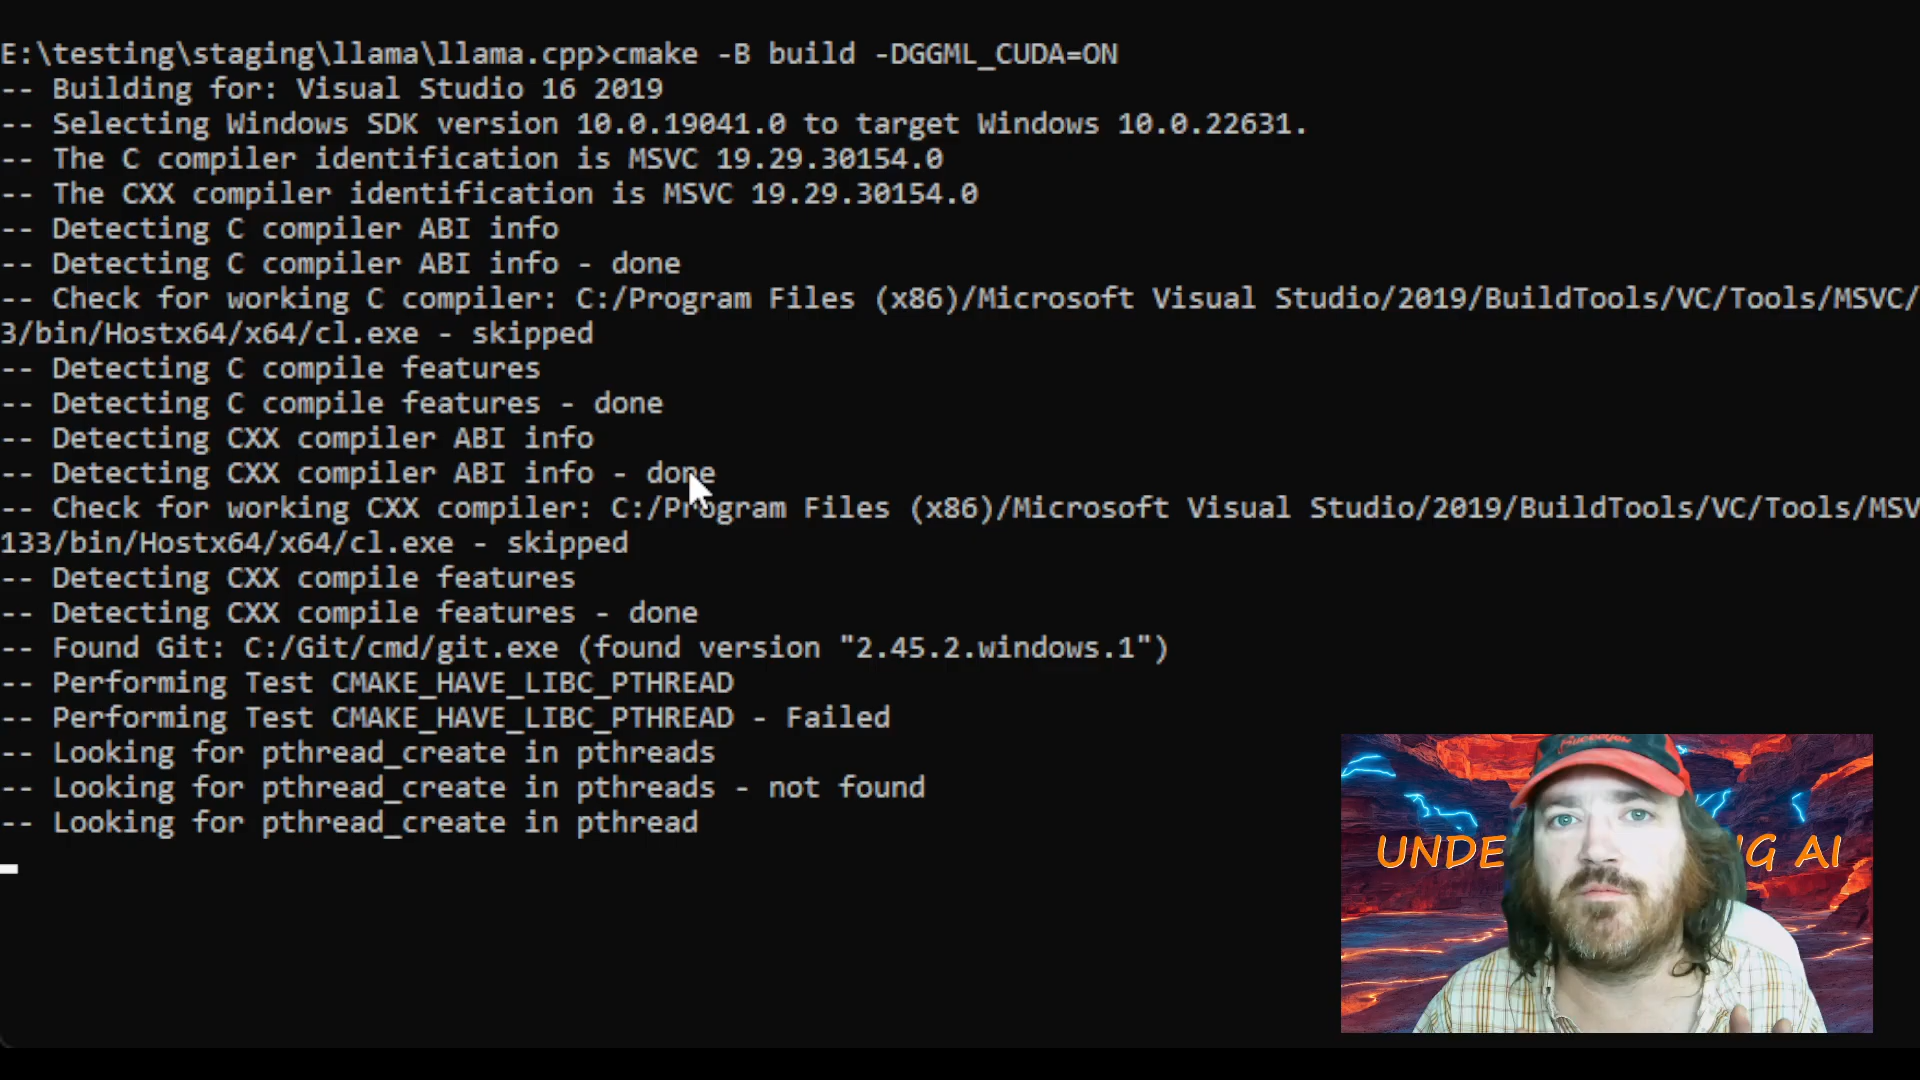 E:\testing\staging\llama\llama.cpp>cmake -B build -DGGML_CUDA=ON
-- Building for: Visual Studio 16 2019
-- Selecting Windows SDK version 10.0.19041.0 to target Windows 10.0.22631.
-- The C compiler identification is MSVC 19.29.30154.0
-- The CXX compiler identification is MSVC 19.29.30154.0
-- Detecting C compiler ABI info
-- Detecting C compiler ABI info - done
-- Check for working C compiler: C:/Program Files (x86)/Microsoft Visual Studio/2019/BuildTools/VC/Tools/MSVC/
3/bin/Hostx64/x64/cl.exe - skipped
-- Detecting C compile features
-- Detecting C compile features - done
-- Detecting CXX compiler ABI info
-- Detecting CXX compiler ABI info - done
-- Check for working CXX compiler: C:/Program Files (x86)/Microsoft Visual Studio/2019/BuildTools/VC/Tools/MSV
133/bin/Hostx64/x64/cl.exe - skipped
-- Detecting CXX compile features
-- Detecting CXX compile features - done
-- Found Git: C:/Git/cmd/git.exe (found version "2.45.2.windows.1")
-- Performing Test CMAKE_HAVE_LIBC_PTHREAD
-- Performing Test CMAKE_HAVE_LIBC_PTHREAD - Failed
-- Looking for pthread_create in pthreads
-- Looking for pthread_create in pthreads - not found
-- Looking for pthread_create in pthread
UNDE G AI